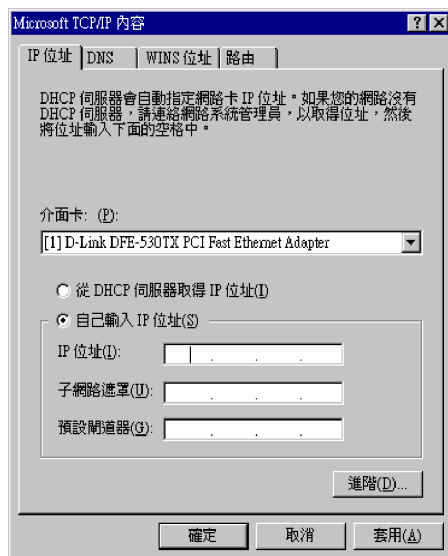 Microsoft TCP/IP 內容
IP 位址 DNS WINS 位址 路由
DHCP 伺服器會自動指定網路卡 IP 位址。如果您的網路沒有
DHCP 伺服器，請連絡網路系統管理員，以取得位址，然後
將位址輸入下面的空格中。
介面卡: (P):
[1] D-Link DFE-530TX PCI Fast Ethernet Adapter
從 DHCP 伺服器取得 IP 位址(I)
自己輸入 IP 位址(S)
IP 位址(I):
子網路遮罩(U):
預設閘道器(G):
進階(D)...
確定 取消 套用(A)